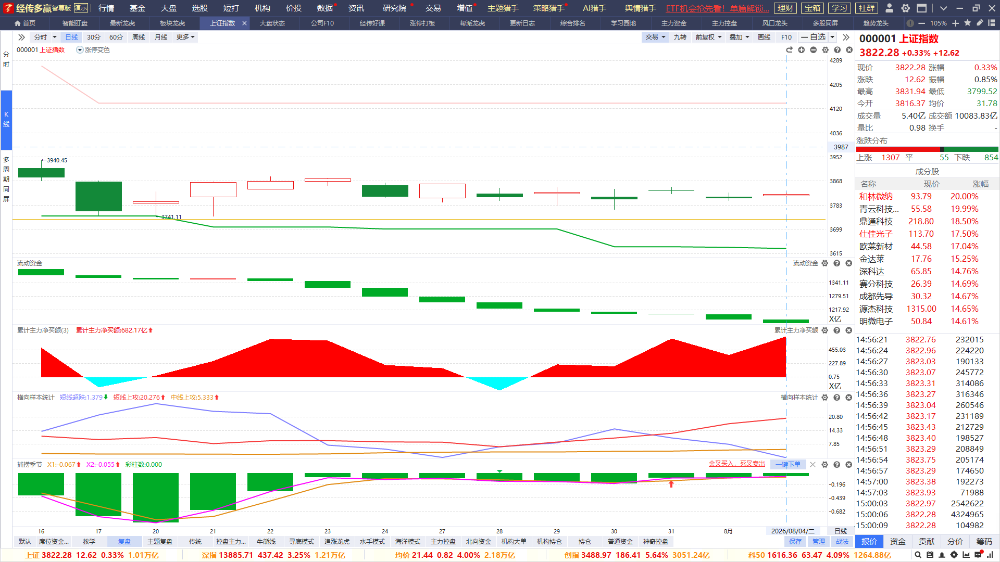 经传多赢 智尊版 演示 行情 基金 大盘 选股 短打 机构 价投 数据 资讯 研究院 交易 增值 主题猎手 策略猎手 AI猎手 舆情猎手 ETF机会抢先看！单篇解锁... 理财 宝箱 学习 社群
首页 智能盯盘 最新龙虎 板块龙虎 上证指数 大盘状态 公司F10 经传好课 涨停打板 帮派龙虎 更新日志 综合排名 学习园地 主力资金 主力控盘 风口龙头 多股同屏 趋势龙头 105%
分时 日线 30分 60分 周线 月线 更多 交易 九转 前复权 叠加 画线 F10 自选
000001 上证指数 涨停变色
分时
K线
多周期同屏
4289
4205
4120
4036
3987
3952
3868
3783
3699
3615
3940.45
3741.11
流动资金 流动资金
1341.11
1279.51
1217.92
X亿
累计主力净买额(3) 累计主力净买额:682.17亿 累计主力净买额
455.03
227.89
0.75
X亿
横向样本统计 短线超跌:1.379 短线上攻:20.276 中线上攻:5.333 横向样本统计
20.80
14.33
7.85
捕捞季节 X1:-0.067 X2:-0.055 彩柱数:0.000 金叉买入，死叉卖出 一键下单
-0.196
-0.439
-0.682
16 17 20 21 22 23 24 27 28 29 30 31 8月 2026/08/04/二 日线
默认 席位资金... 教学 复盘 主题复盘 传统 控盘主力... 牛能线 寻底模式 追涨龙虎 水手模式 海洋模式 主力控盘 北向资金 机构大单 机构持仓 持仓 普通资金 神奇控盘 保存 管理 战法
000001 上证指数
3822.28 +0.33% +12.62
现价 3822.28 涨幅 0.33%
涨跌 12.62 振幅 0.85%
最高 3831.94 最低 3799.52
今开 3816.37 均价 31.78
成交量 5.40亿 成交额 10083.83亿
量比 0.98 换手 -
涨跌分布
上涨 1307 平 55 下跌 854
成分股
名称 现价 涨幅
和林微纳 93.79 20.00%
青云科技... 55.58 19.99%
鼎通科技 218.80 18.50%
仕佳光子 113.70 17.50%
欧莱新材 44.58 17.04%
金达莱 17.76 15.25%
深科达 65.85 14.76%
赛分科技 26.39 14.69%
成都先导 30.32 14.67%
源杰科技 1315.00 14.65%
明微电子 50.84 14.61%
14:56:21 3822.76 232015
14:56:24 3822.96 224220
14:56:27 3823.03 190133
14:56:30 3823.07 245772
14:56:33 3823.31 314086
14:56:36 3823.27 316346
14:56:39 3823.04 260546
14:56:42 3823.17 231189
14:56:45 3823.43 212729
14:56:48 3823.40 198527
14:56:51 3823.29 208849
14:56:54 3823.75 205174
14:56:57 3823.29 174650
14:57:00 3823.38 192273
14:57:03 3823.93 71988
15:00:03 3822.97 2542622
15:00:06 3822.28 4324965
15:00:09 3822.28 104982
报价 资金 贡献 分价 筹码
上证 3822.28 12.62 0.33% 1.01万亿 深指 13885.71 437.42 3.25% 1.21万亿 均价 21.44 0.82 4.00% 2.18万亿 创指 3488.97 186.41 5.64% 3051.24亿 科50 1616.36 63.47 4.09% 1264.88亿